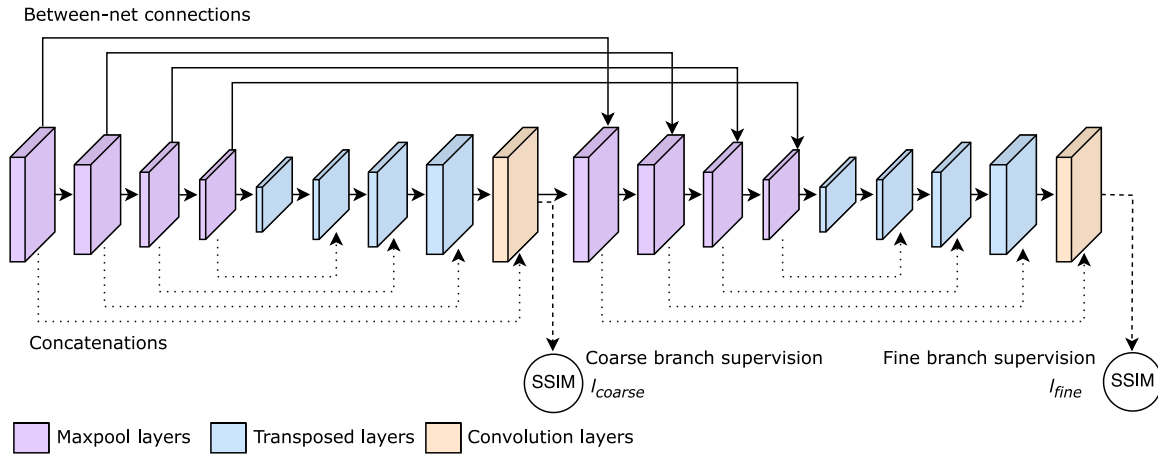 Between-net connections
Concatenations
Coarse branch supervision
Fine branch supervision
SSIM
l_coarse
l_fine
SSIM
Maxpool layers
Transposed layers
Convolution layers